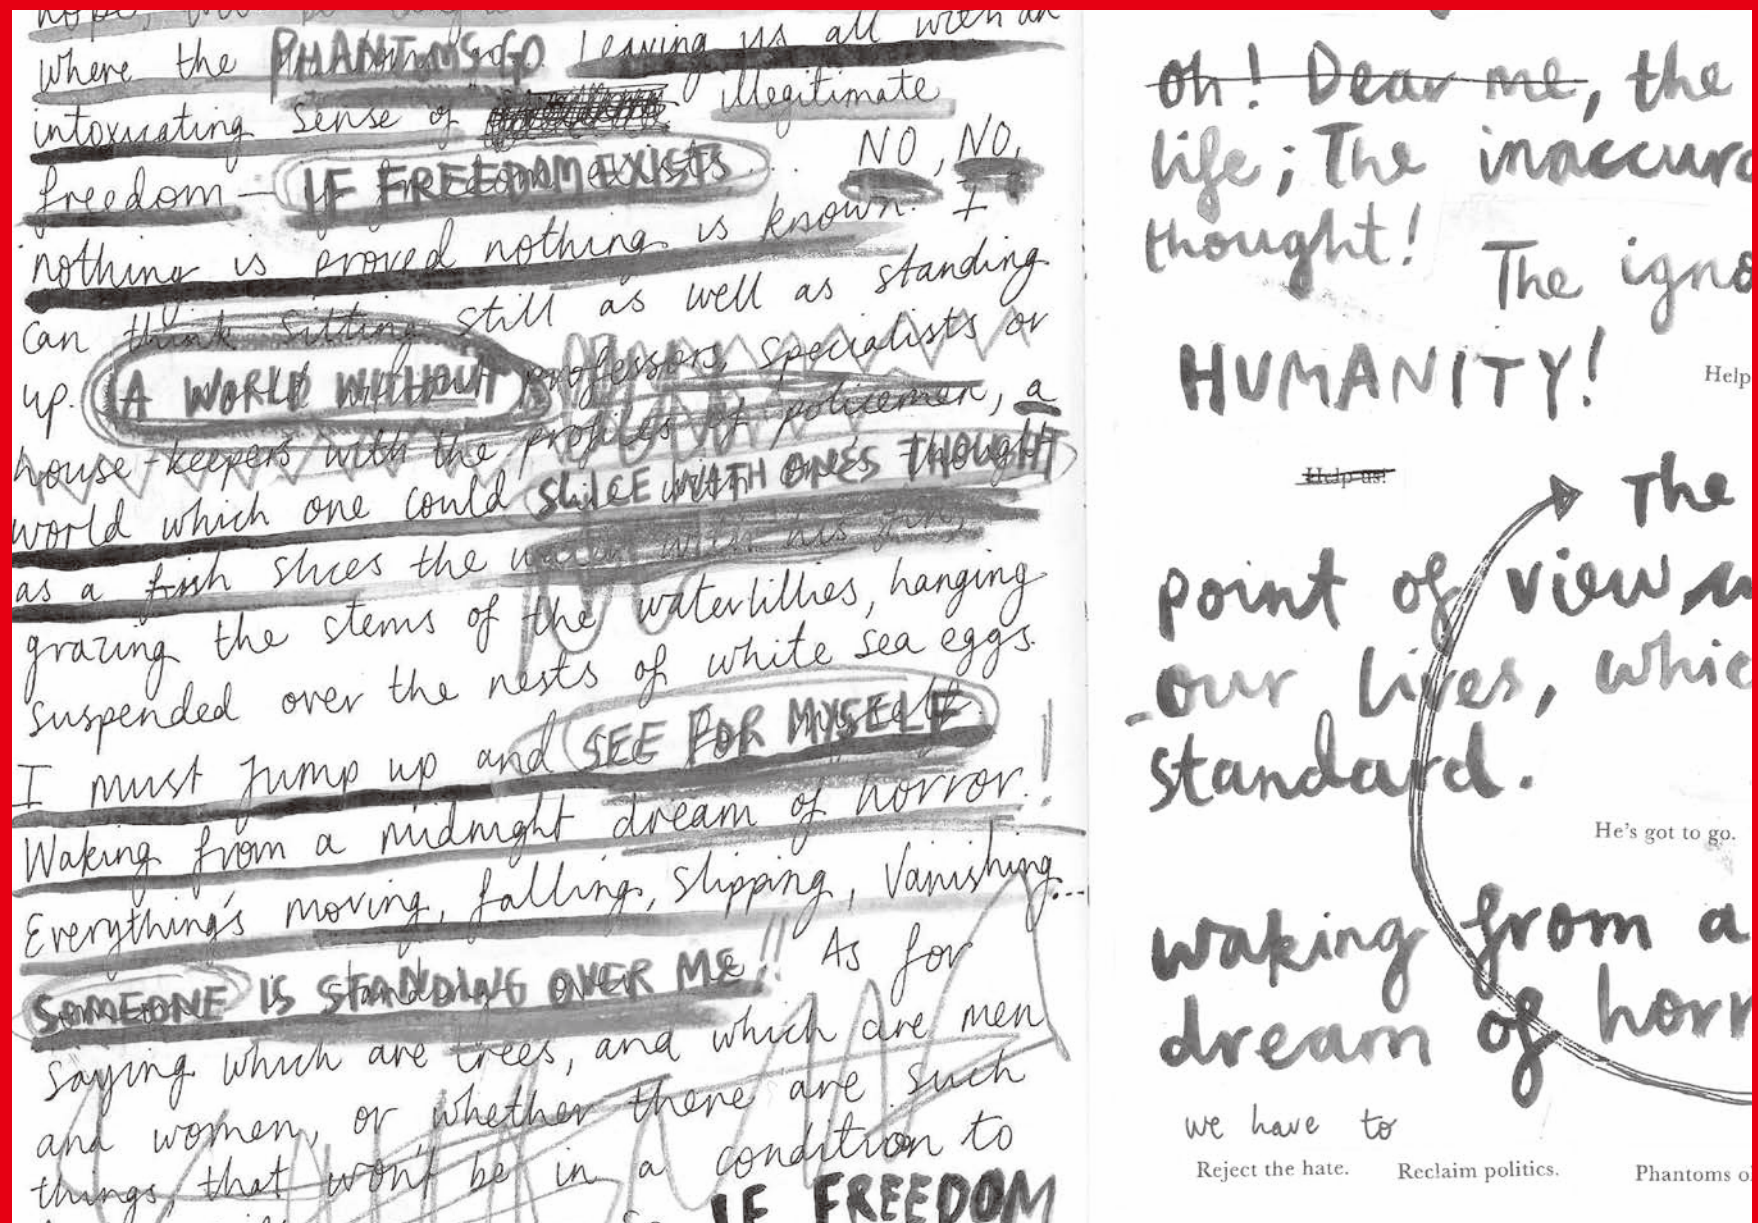 where the PHANTOMS GO Leaving us all with an
intoxicating sense of illegitimate
freedom - IF FREEDOM EXISTS... NO, NO,
nothing is proved nothing is known. I
can think sitting still as well as standing
up. A WORLD WITHOUT professors, specialists or
house-keepers with the profiles of policemen, a
world which one could SLICE WITH ONE'S THOUGHT
as a fish slices the water with his fin,
grazing the stems of the waterlillies, hanging
suspended over the nests of white sea eggs.
I must Jump up and SEE FOR MYSELF
Waking from a midnight dream of horror!
Everything's moving, falling, slipping, Vanishing...
SOMEONE IS STANDING OVER ME!! As for
saying which are trees, and which are men
and women, or whether there are such
things, that won't be in a condition to
IF FREEDOM
oh! Dear me, the
life; The
thought!
The
HUMANITY!
Help
Help us!
The
point of view
our lives,
standard.
He's got to go.
waking from a
dream of
we have to
Reject the hate. Reclaim politics. Phantoms